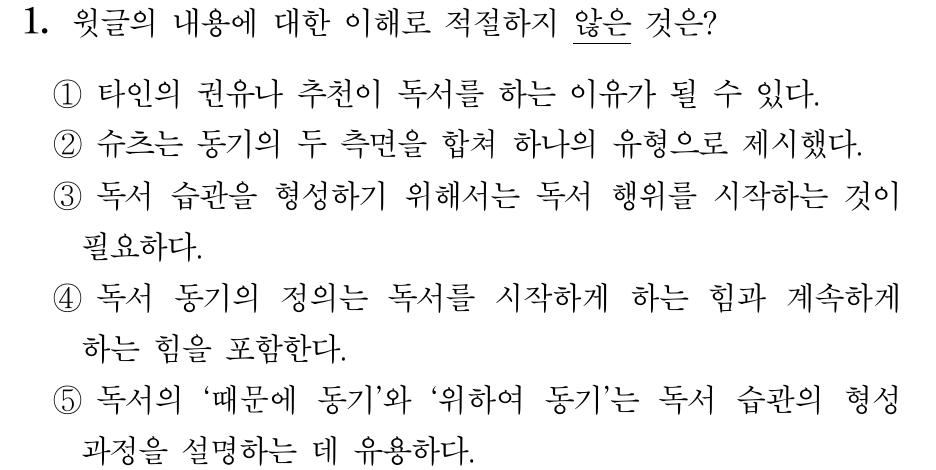 1. 윗글의 내용에 대한 이해로 적절하지 않은 것은?
① 타인의 권유나 추천이 독서를 하는 이유가 될 수 있다.
② 슈츠는 동기의 두 측면을 합쳐 하나의 유형으로 제시했다.
③ 독서 습관을 형성하기 위해서는 독서 행위를 시작하는 것이
필요하다.
④ 독서 동기의 정의는 독서를 시작하게 하는 힘과 계속하게
하는 힘을 포함한다.
⑤ 독서의 ‘때문에 동기’와 ‘위하여 동기’는 독서 습관의 형성
과정을 설명하는 데 유용하다.